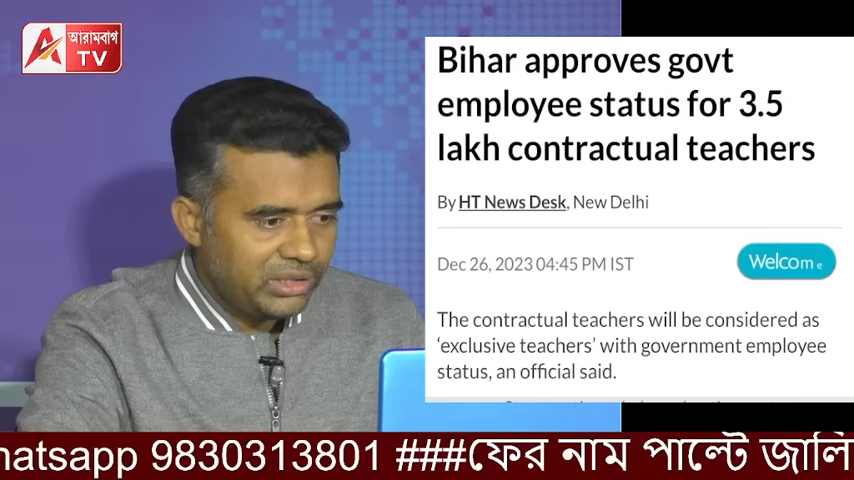 আরামবাগ
TV
Bihar approves govt
employee status for 3.5
lakh contractual teachers
By HT News Desk, New Delhi
Dec 26, 2023 04:45 PM IST
Welcome
The contractual teachers will be considered as
‘exclusive teachers’ with government employee
status, an official said.
hatsapp 9830313801 ###ফের নাম পাল্টে জালি